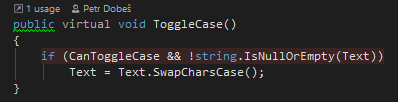 1 usage Petr Dobeš
public virtual void ToggleCase()
{
if (CanToggleCase && !string.IsNullOrEmpty(Text))
Text = Text.SwapCharsCase();
}